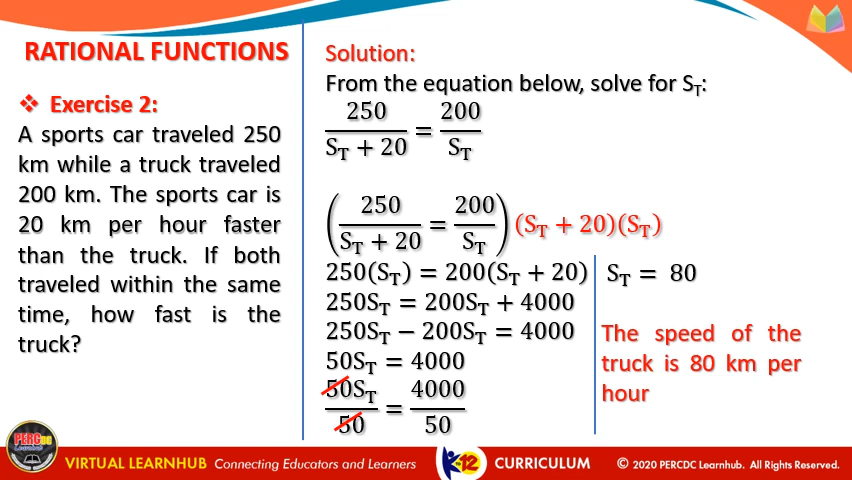 RATIONAL FUNCTIONS
❖ Exercise 2:
A sports car traveled 250
km while a truck traveled
200 km. The sports car is
20 km per hour faster
than the truck. If both
traveled within the same
time, how fast is the
truck?
Solution:
From the equation below, solve for S_T:
250/(S_T + 20) = 200/S_T
(250/(S_T + 20) = 200/S_T) (S_T + 20)(S_T)
250(S_T) = 200(S_T + 20)
250S_T = 200S_T + 4000
250S_T − 200S_T = 4000
50S_T = 4000
50S_T/50 = 4000/50
S_T = 80
The speed of the
truck is 80 km per
hour
PERCDC
Learnhub
VIRTUAL LEARNHUB Connecting Educators and Learners
K to 12
CURRICULUM
© 2020 PERCDC Learnhub. All Rights Reserved.